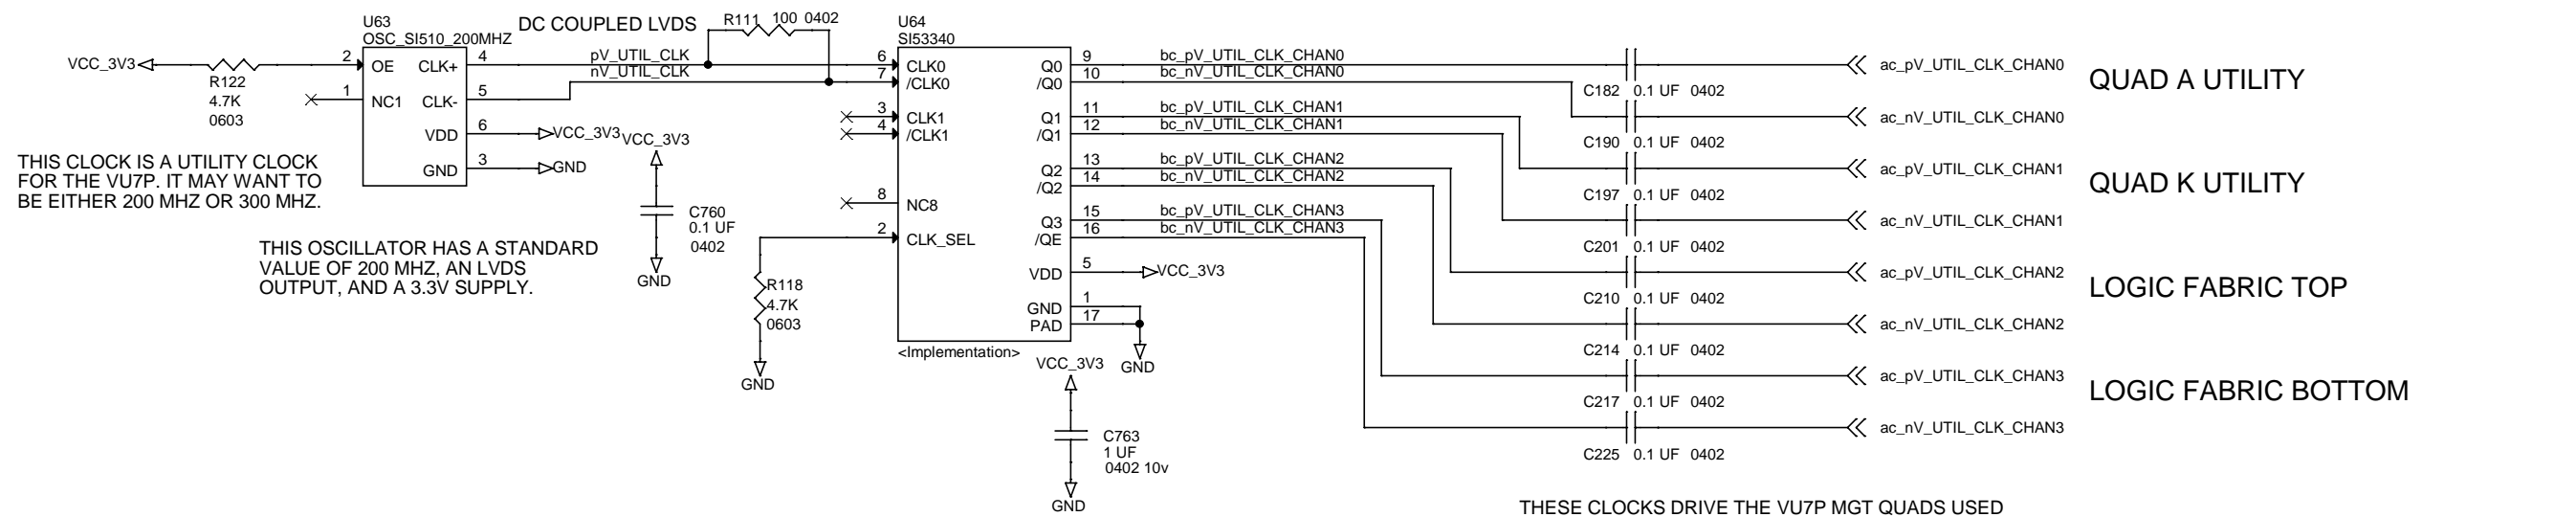 U63
OSC_SI510_200MHZ
DC COUPLED LVDS
R111 100 0402
U64
SI53340
VCC_3V3
R122
4.7K
0603
2 OE
1 NC1
CLK+ 4
CLK- 5
VDD 6
GND 3
pV_UTIL_CLK
nV_UTIL_CLK
VCC_3V3
GND
THIS CLOCK IS A UTILITY CLOCK
FOR THE VU7P. IT MAY WANT TO
BE EITHER 200 MHZ OR 300 MHZ.
THIS OSCILLATOR HAS A STANDARD
VALUE OF 200 MHZ, AN LVDS
OUTPUT, AND A 3.3V SUPPLY.
VCC_3V3
C760
0.1 UF
0402
GND
R118
4.7K
0603
GND
6 CLK0
7 /CLK0
3 CLK1
4 /CLK1
8 NC8
2 CLK_SEL
Q0 9 bc_pV_UTIL_CLK_CHAN0
/Q0 10 bc_nV_UTIL_CLK_CHAN0
Q1 11 bc_pV_UTIL_CLK_CHAN1
/Q1 12 bc_nV_UTIL_CLK_CHAN1
Q2 13 bc_pV_UTIL_CLK_CHAN2
/Q2 14 bc_nV_UTIL_CLK_CHAN2
Q3 15 bc_pV_UTIL_CLK_CHAN3
/QE 16 bc_nV_UTIL_CLK_CHAN3
VDD 5 VCC_3V3
GND 1
PAD 17
GND
<Implementation>
VCC_3V3
C763
1 UF
0402 10v
GND
C182 0.1 UF 0402
C190 0.1 UF 0402
C197 0.1 UF 0402
C201 0.1 UF 0402
C210 0.1 UF 0402
C214 0.1 UF 0402
C217 0.1 UF 0402
C225 0.1 UF 0402
ac_pV_UTIL_CLK_CHAN0
ac_nV_UTIL_CLK_CHAN0
ac_pV_UTIL_CLK_CHAN1
ac_nV_UTIL_CLK_CHAN1
ac_pV_UTIL_CLK_CHAN2
ac_nV_UTIL_CLK_CHAN2
ac_pV_UTIL_CLK_CHAN3
ac_nV_UTIL_CLK_CHAN3
QUAD A UTILITY
QUAD K UTILITY
LOGIC FABRIC TOP
LOGIC FABRIC BOTTOM
THESE CLOCKS DRIVE THE VU7P MGT QUADS USED